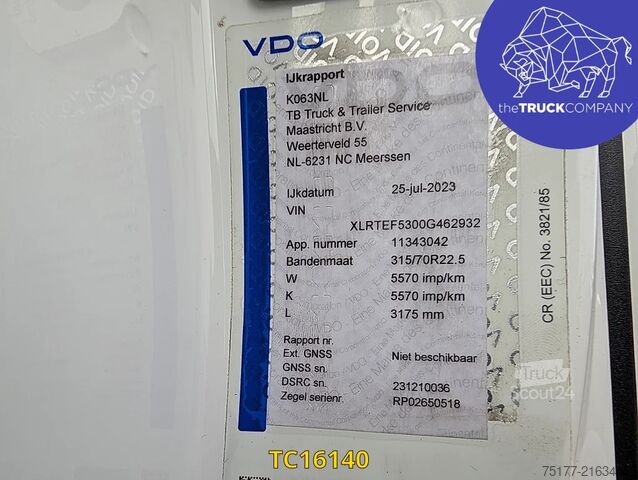 VDO
IJkrapport
K063NL
TB Truck & Trailer Service
Maastricht B.V.
Weerterveld 55
NL-6231 NC Meerssen
IJkdatum 25-jul-2023
VIN
XLRTEF5300G462932
App. nummer 11343042
Bandenmaat 315/70R22.5
W 5570 imp/km
K 5570 imp/km
L 3175 mm
Rapport nr.
Ext. GNSS Niet beschikbaar
GNSS sn.
DSRC sn. 231210036
Zegel serienr. RP02650518
CR (EEC) No. 3821/85
theTRUCKCOMPANY
Truck
Scout24
TC16140
75177-21634